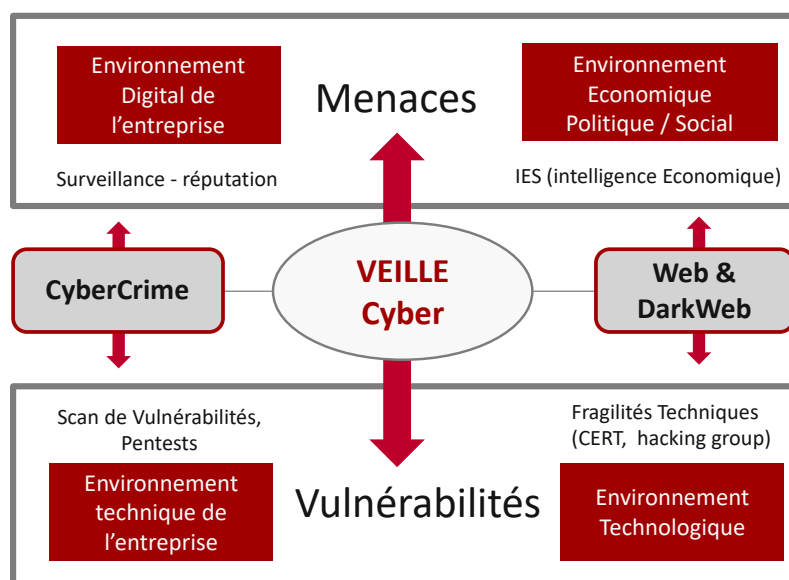 Environnement
Digital de
l'entreprise
Menaces
Environnement
Economique
Politique / Social
Surveillance - réputation
IES (intelligence Economique)
CyberCrime
VEILLE
Cyber
Web &
DarkWeb
Scan de Vulnérabilités,
Pentests
Fragilités Techniques
(CERT, hacking group)
Environnement
technique de
l'entreprise
Vulnérabilités
Environnement
Technologique